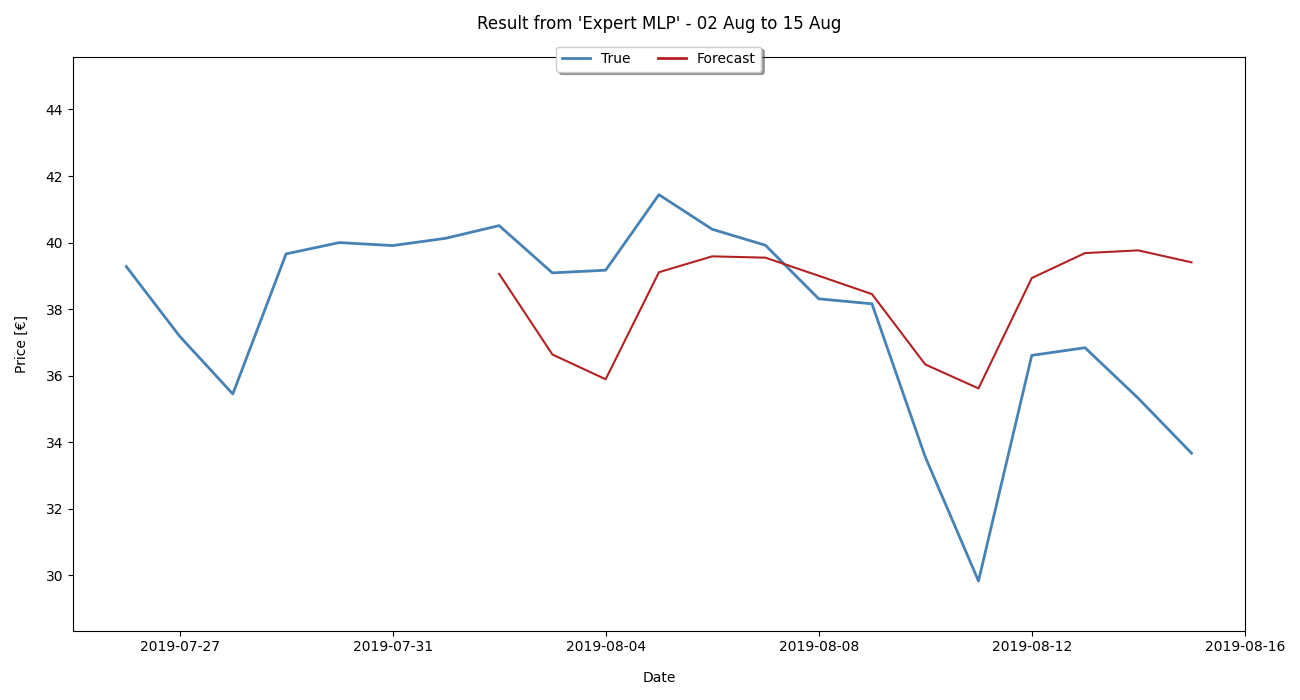 Result from 'Expert MLP' - 02 Aug to 15 Aug
True Forecast
44
42
40
38
36
34
32
30
Price [€]
2019-07-27 2019-07-31 2019-08-04 2019-08-08 2019-08-12 2019-08-16
Date